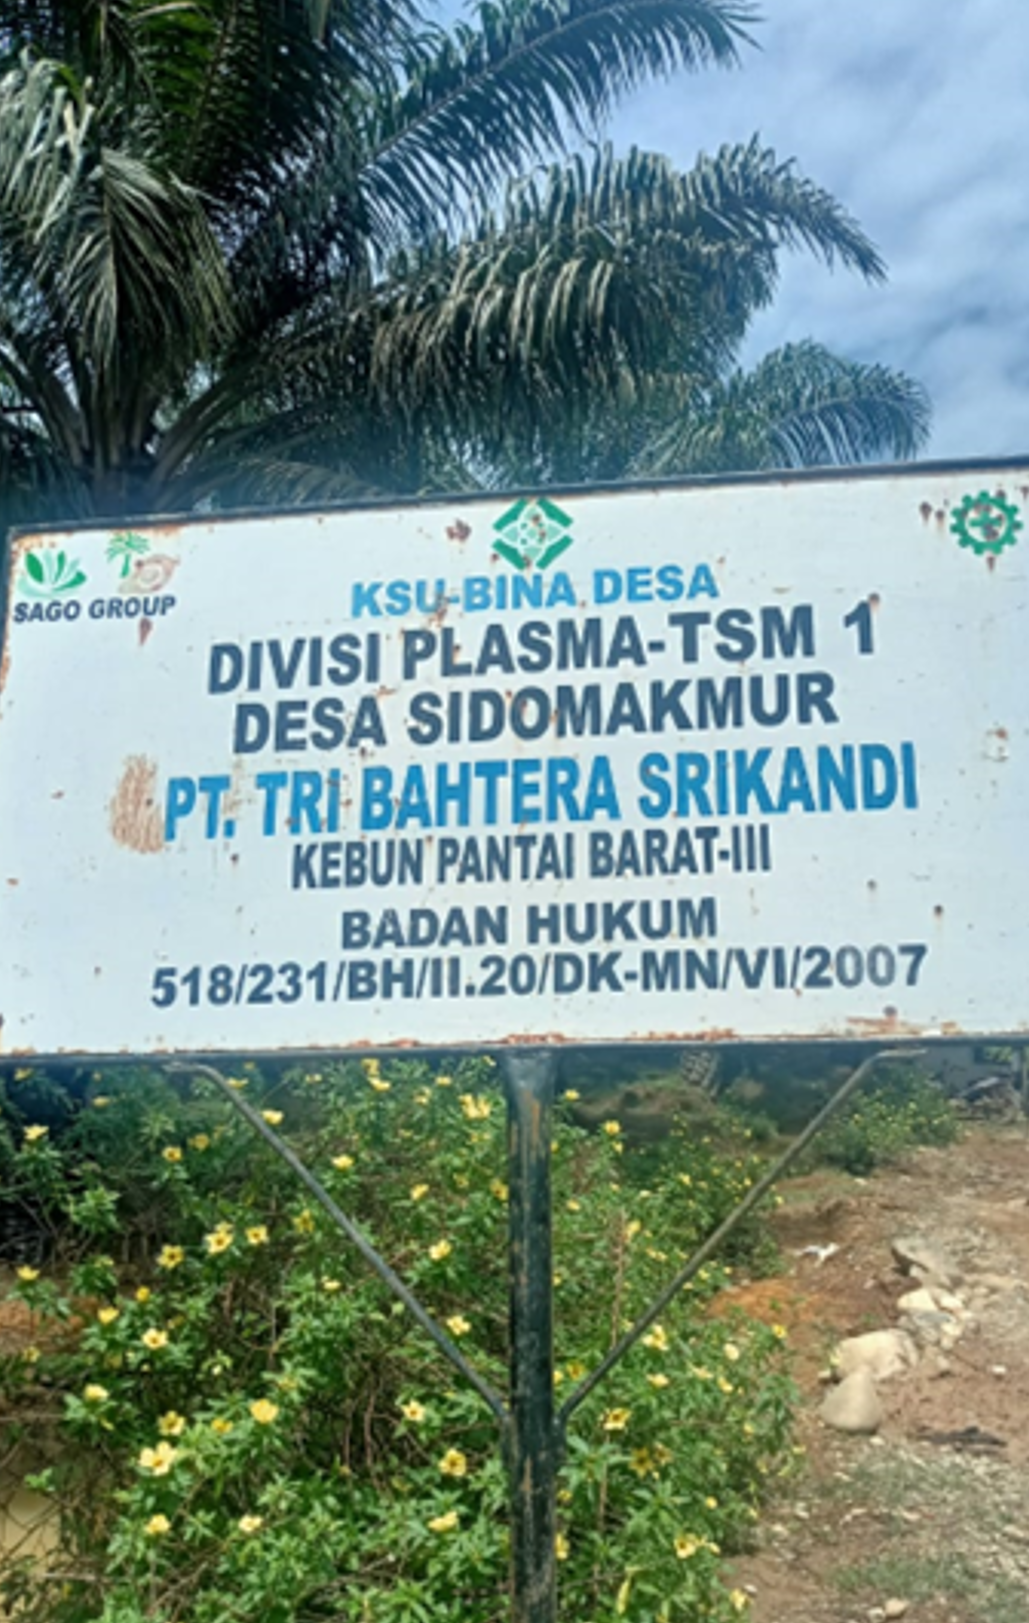 SAGO GROUP
KSU-BINA DESA
DIVISI PLASMA-TSM 1
DESA SIDOMAKMUR
PT. TRI BAHTERA SRIKANDI
KEBUN PANTAI BARAT-III
BADAN HUKUM
518/231/BH/II.20/DK-MN/VI/2007